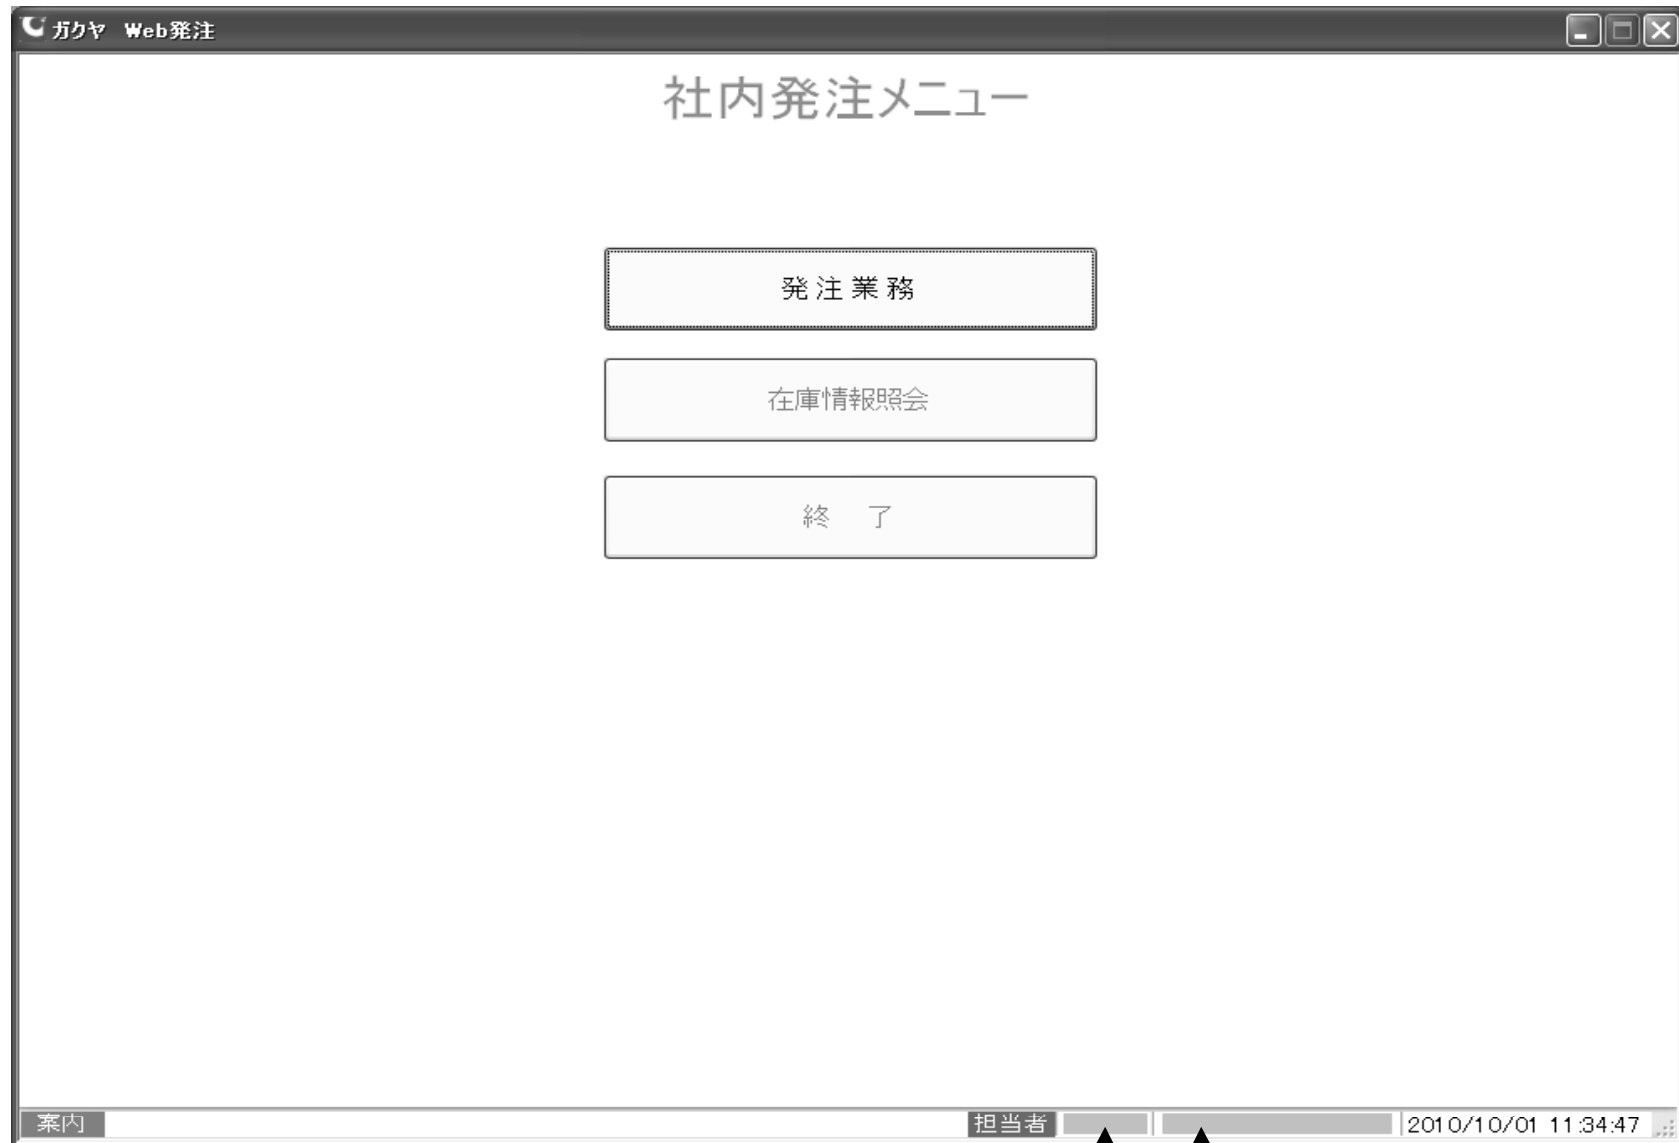 ガクヤ Web発注
社内発注メニュー
発注業務
在庫情報照会
終 了
案内
担当者
2010/10/01 11:34:47